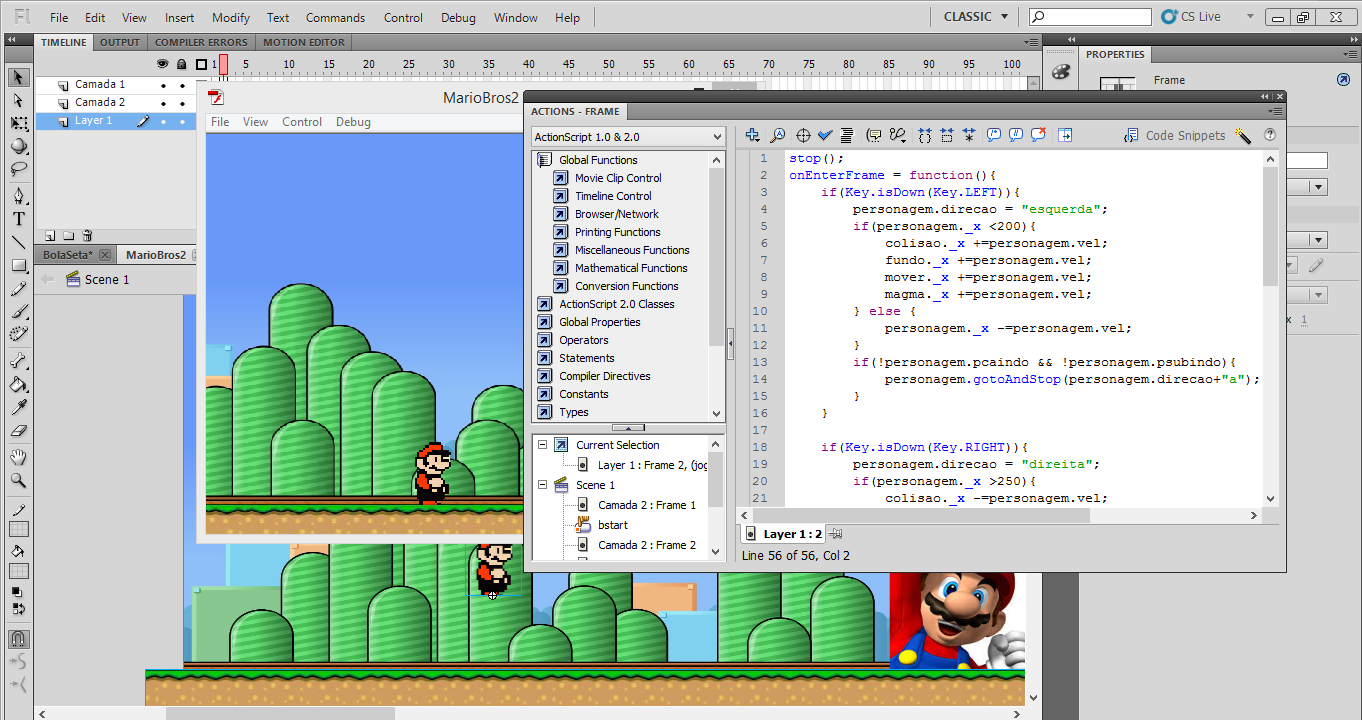 Fl File Edit View Insert Modify Text Commands Control Debug Window Help CLASSIC CS Live
TIMELINE OUTPUT COMPILER ERRORS MOTION EDITOR
1 5 10 15 20 25 30 35 40 45 50 55 60 65 70 75 80 85 90 95 100
Camada 1
Camada 2
Layer 1
BolaSeta* MarioBros2
Scene 1
MarioBros2
File View Control Debug
PROPERTIES
Frame
x 1
ACTIONS - FRAME
ActionScript 1.0 & 2.0
Global Functions
Movie Clip Control
Timeline Control
Browser/Network
Printing Functions
Miscellaneous Functions
Mathematical Functions
Conversion Functions
ActionScript 2.0 Classes
Global Properties
Operators
Statements
Compiler Directives
Constants
Types
Current Selection
Layer 1 : Frame 2, (jog
Scene 1
Camada 2 : Frame 1
bstart
Camada 2 : Frame 2
Code Snippets
1 stop();
2 onEnterFrame = function(){
3 if(Key.isDown(Key.LEFT)){
4 personagem.direcao = "esquerda";
5 if(personagem._x <200){
6 colisao._x +=personagem.vel;
7 fundo._x +=personagem.vel;
8 mover._x +=personagem.vel;
9 magma._x +=personagem.vel;
10 } else {
11 personagem._x -=personagem.vel;
12 }
13 if(!personagem.pcaindo && !personagem.psubindo){
14 personagem.gotoAndStop(personagem.direcao+"a");
15 }
16 }
17
18 if(Key.isDown(Key.RIGHT)){
19 personagem.direcao = "direita";
20 if(personagem._x >250){
21 colisao._x -=personagem.vel;
Layer 1 : 2
Line 56 of 56, Col 2